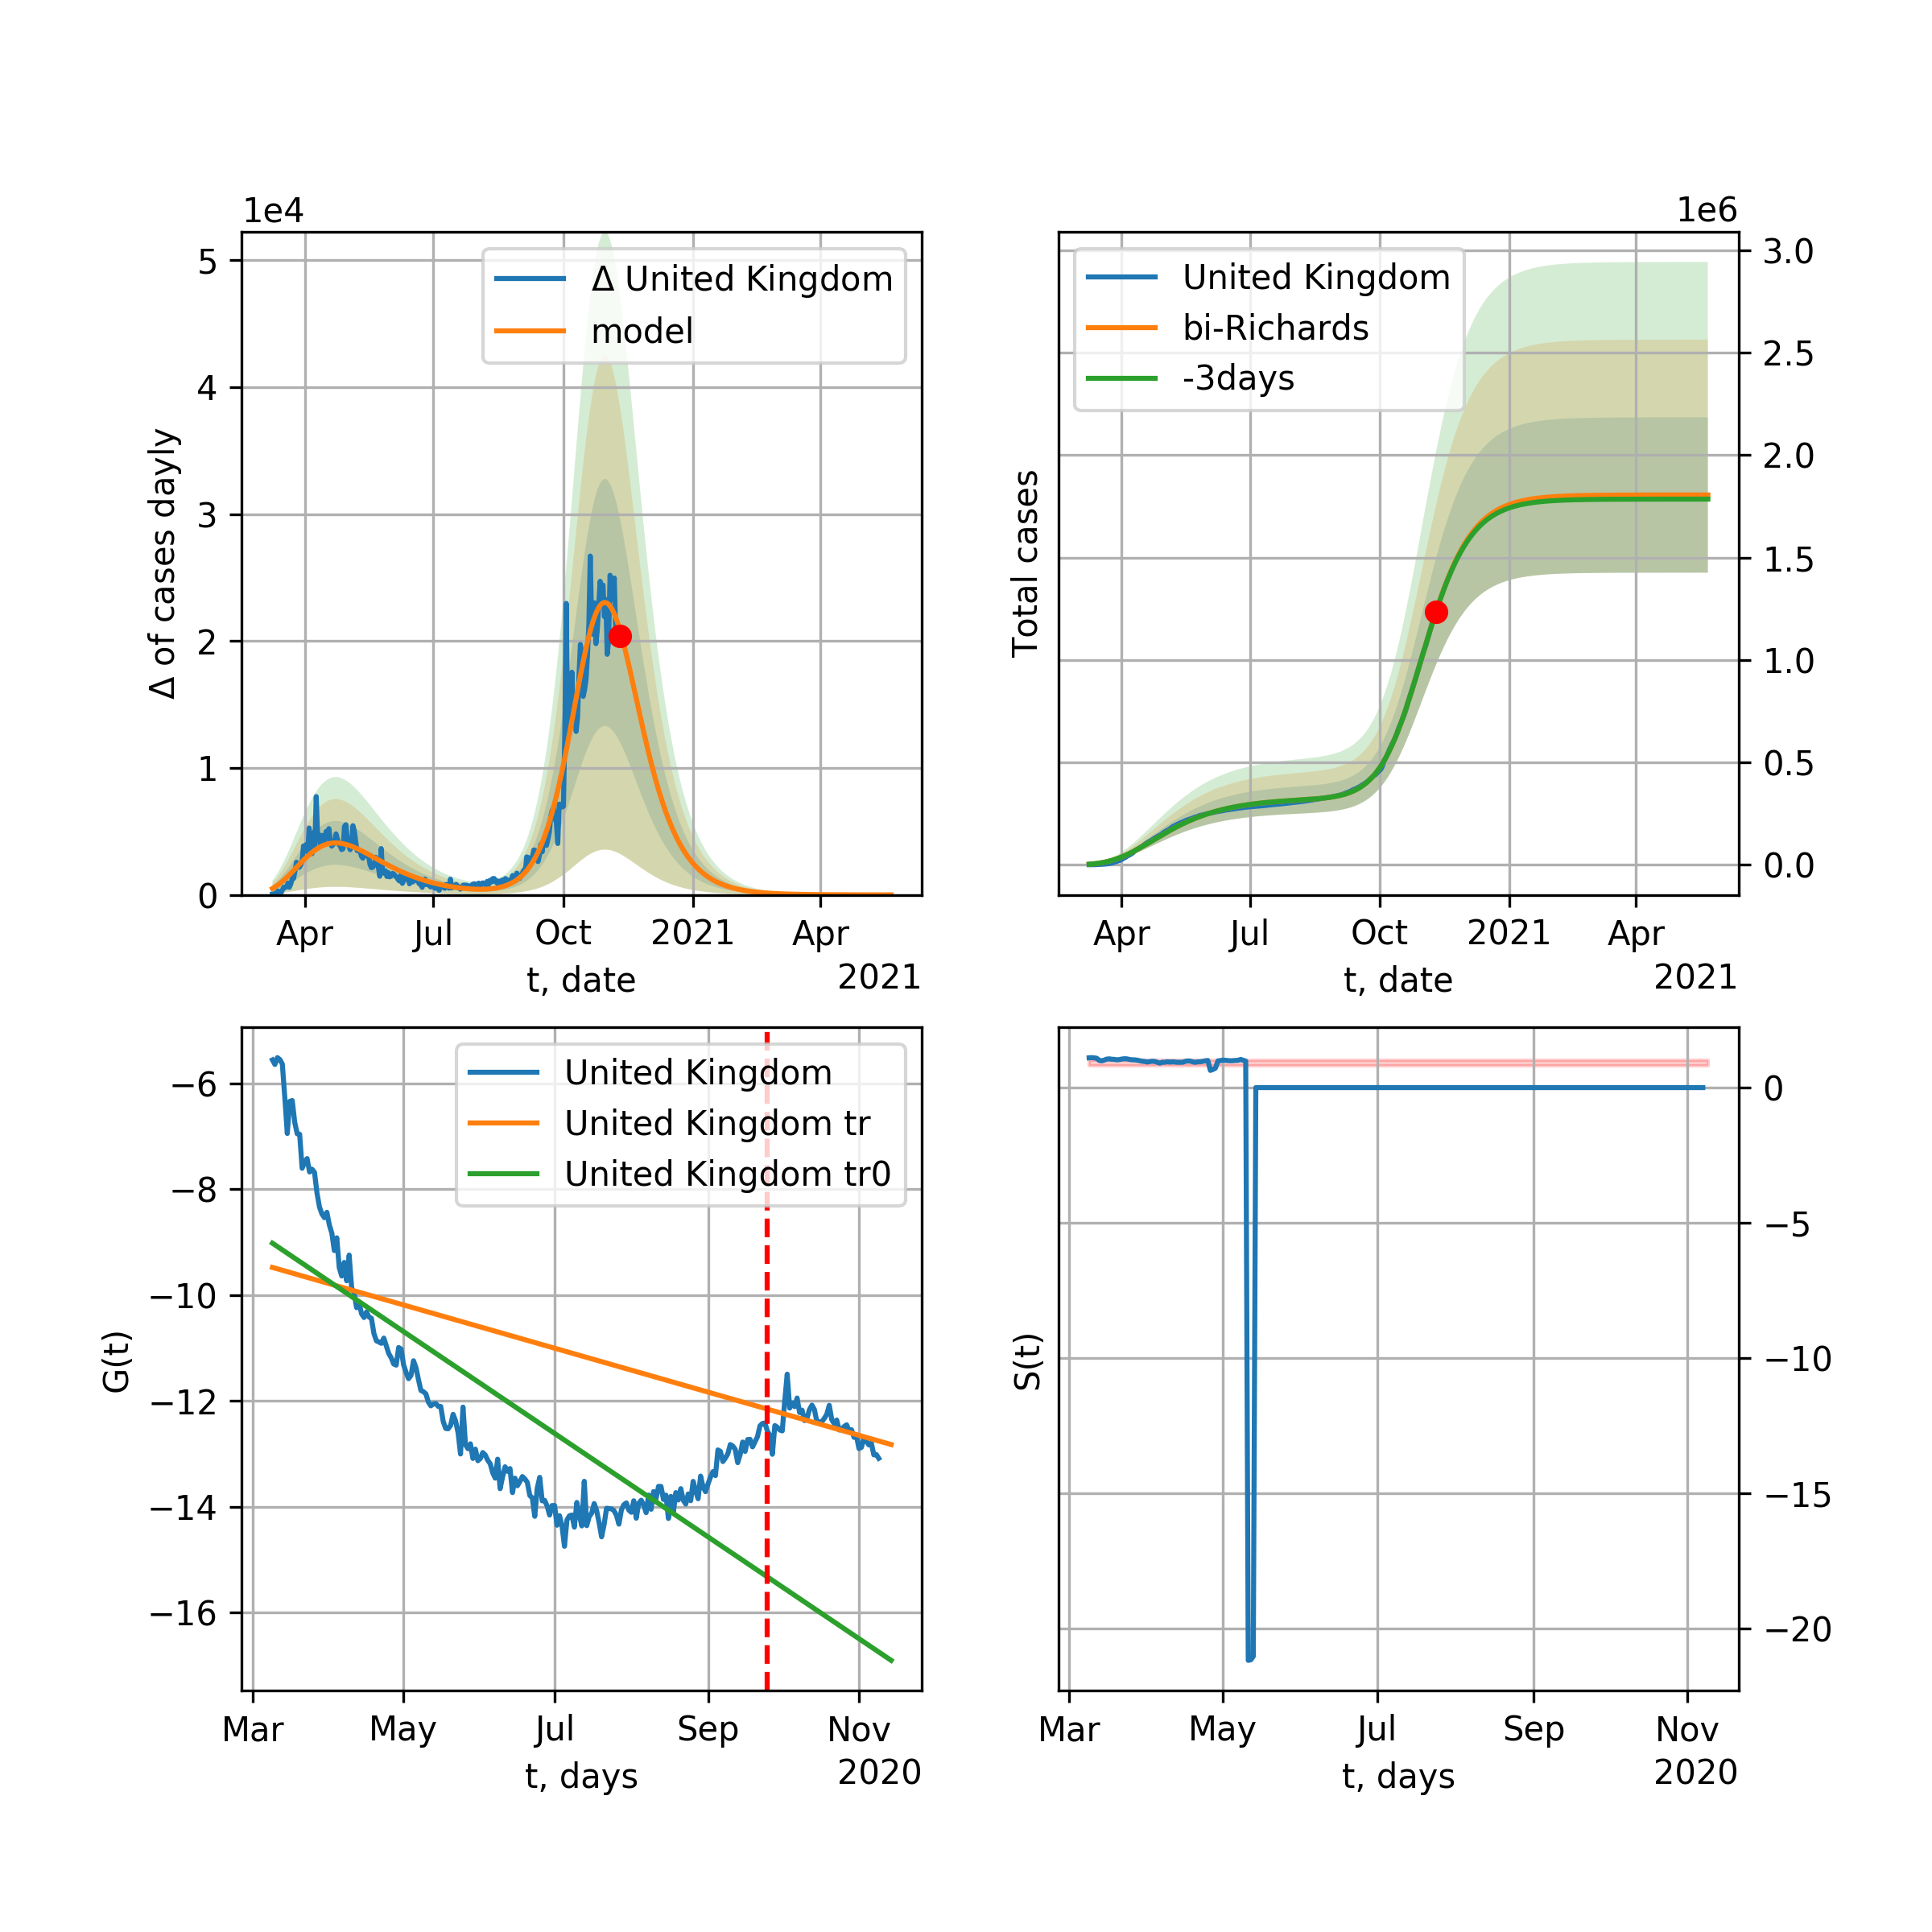 1e4
5
4
3
2
1
0
Δ of cases dayly
Δ United Kingdom
model
Apr Jul Oct 2021 Apr
t, date
2021
1e6
3.0
2.5
2.0
1.5
1.0
0.5
0.0
Total cases
United Kingdom
bi-Richards
-3days
Apr Jul Oct 2021 Apr
t, date
2021
−6
−8
−10
−12
−14
−16
G(t)
United Kingdom
United Kingdom tr
United Kingdom tr0
Mar May Jul Sep Nov
t, days
2020
0
−5
−10
−15
−20
S(t)
Mar May Jul Sep Nov
t, days
2020